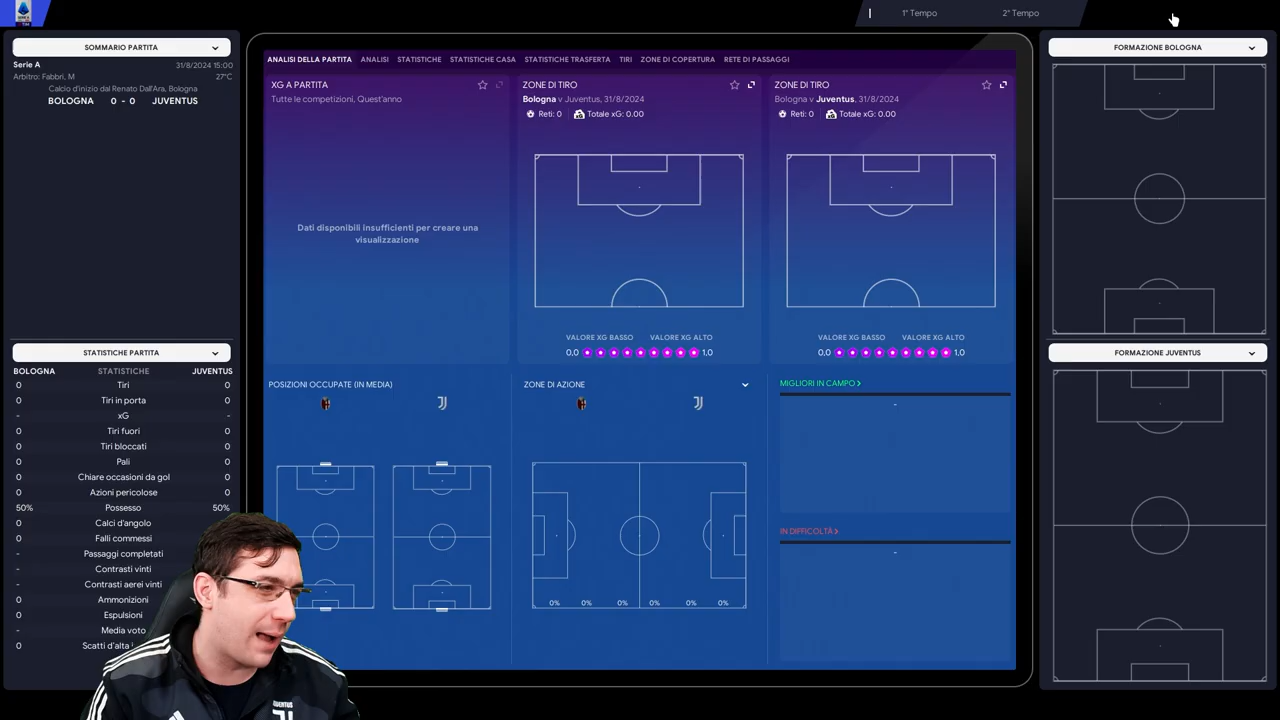 1° Tempo
2° Tempo
SOMMARIO PARTITA
Serie A 31/8/2024 15:00
Arbitro: Fabbri, M 27°C
Calcio d'inizio dal Renato Dall'Ara, Bologna
BOLOGNA 0 - 0 JUVENTUS
STATISTICHE PARTITA
BOLOGNA STATISTICHE JUVENTUS
0 Tiri 0
0 Tiri in porta 0
- xG -
0 Tiri fuori 0
0 Tiri bloccati 0
0 Pali 0
0 Chiare occasioni da gol 0
0 Azioni pericolose 0
50% Possesso 50%
0 Calci d'angolo 0
0 Falli commessi 0
- Passaggi completati -
- Contrasti vinti -
- Contrasti aerei vinti -
0 Ammonizioni 0
0 Espulsioni 0
- Media voto -
0 Scatti d'alta
ANALISI DELLA PARTITA ANALISI STATISTICHE STATISTICHE CASA STATISTICHE TRASFERTA TIRI ZONE DI COPERTURA RETE DI PASSAGGI
XG A PARTITA
Tutte le competizioni, Quest'anno
Dati disponibili insufficienti per creare una
visualizzazione
ZONE DI TIRO
Bologna v Juventus, 31/8/2024
Reti: 0 Totale xG: 0.00
VALORE XG BASSO VALORE XG ALTO
0,0 1.0
ZONE DI TIRO
Bologna v Juventus, 31/8/2024
Reti: 0 Totale xG: 0.00
VALORE XG BASSO VALORE XG ALTO
0,0 1.0
POSIZIONI OCCUPATE (IN MEDIA)
ZONE DI AZIONE
0% 0% 0% 0% 0% 0%
MIGLIORI IN CAMPO >
-
IN DIFFICOLTÀ >
-
FORMAZIONE BOLOGNA
FORMAZIONE JUVENTUS
JUVENTUS